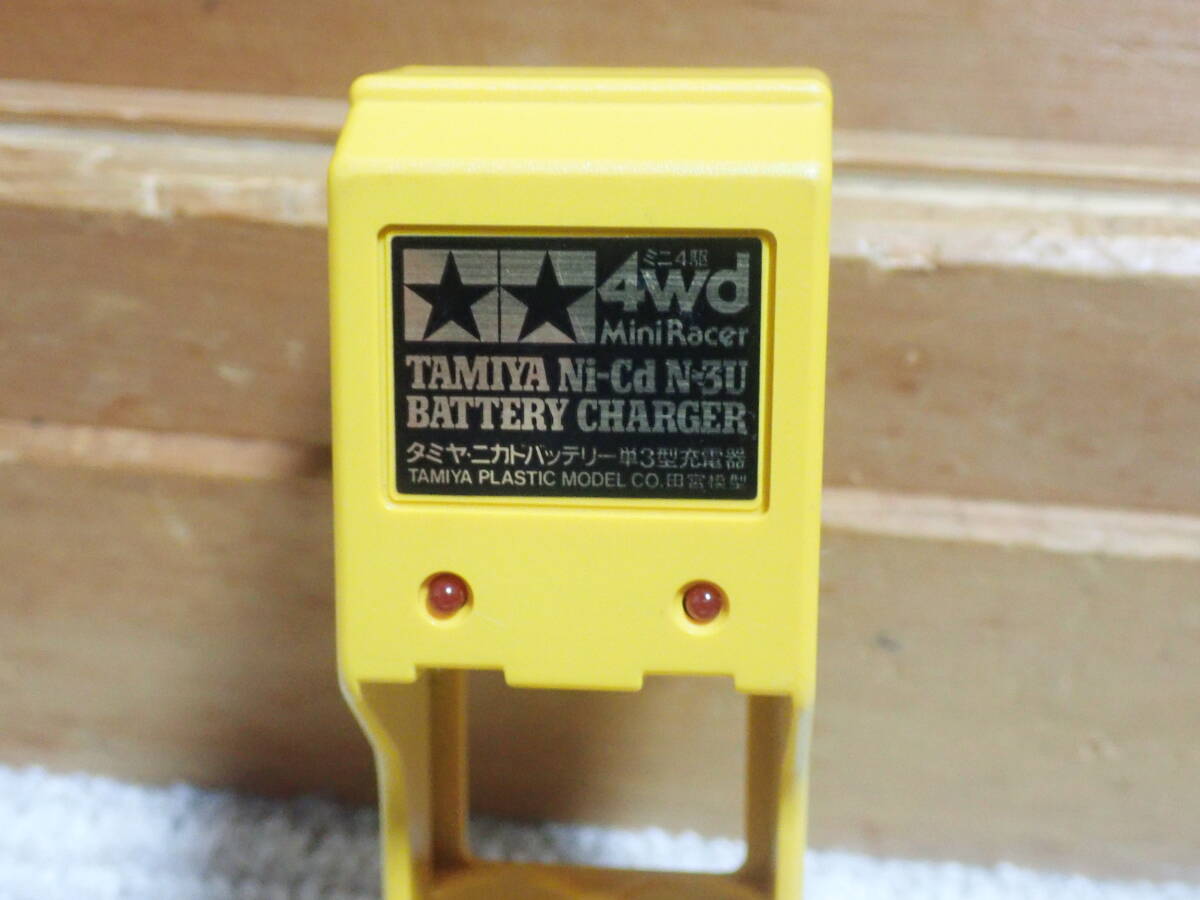 ミニ4駆
4wd
Mini Racer
TAMIYA Ni-Cd N-3U
BATTERY CHARGER
タミヤ・ニカドバッテリー単3型充電器
TAMIYA PLASTIC MODEL CO. 田宮模型